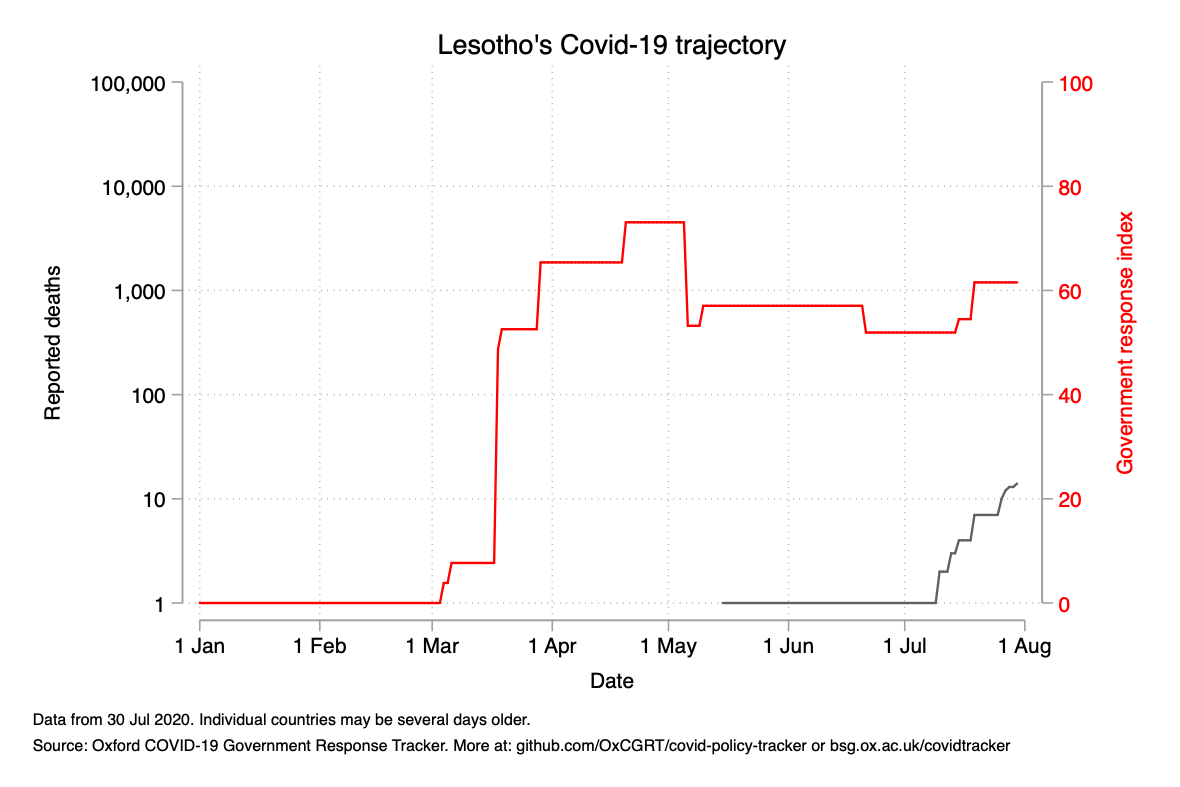 Lesotho's Covid-19 trajectory
100,000
10,000
1,000
100
10
1
Reported deaths
100
80
60
40
20
0
Government response index
1 Jan 1 Feb 1 Mar 1 Apr 1 May 1 Jun 1 Jul 1 Aug
Date
Data from 30 Jul 2020. Individual countries may be several days older.
Source: Oxford COVID-19 Government Response Tracker. More at: github.com/OxCGRT/covid-policy-tracker or bsg.ox.ac.uk/covidtracker